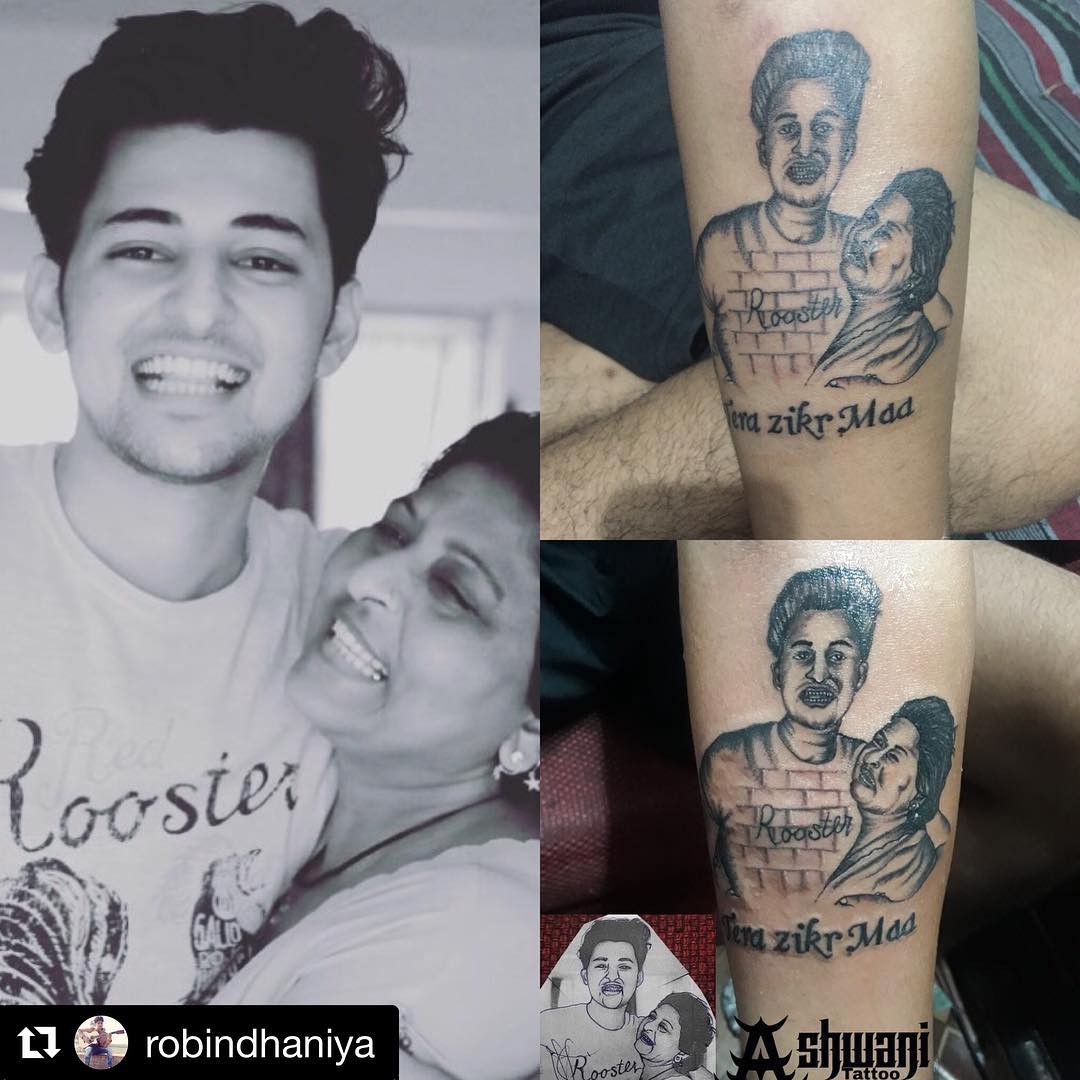 Red
Rooster
Rooster
Tera zikr Maa
Rooster
Tera zikr Maa
Rooster
robindhaniya
Ashwani
Tattoo